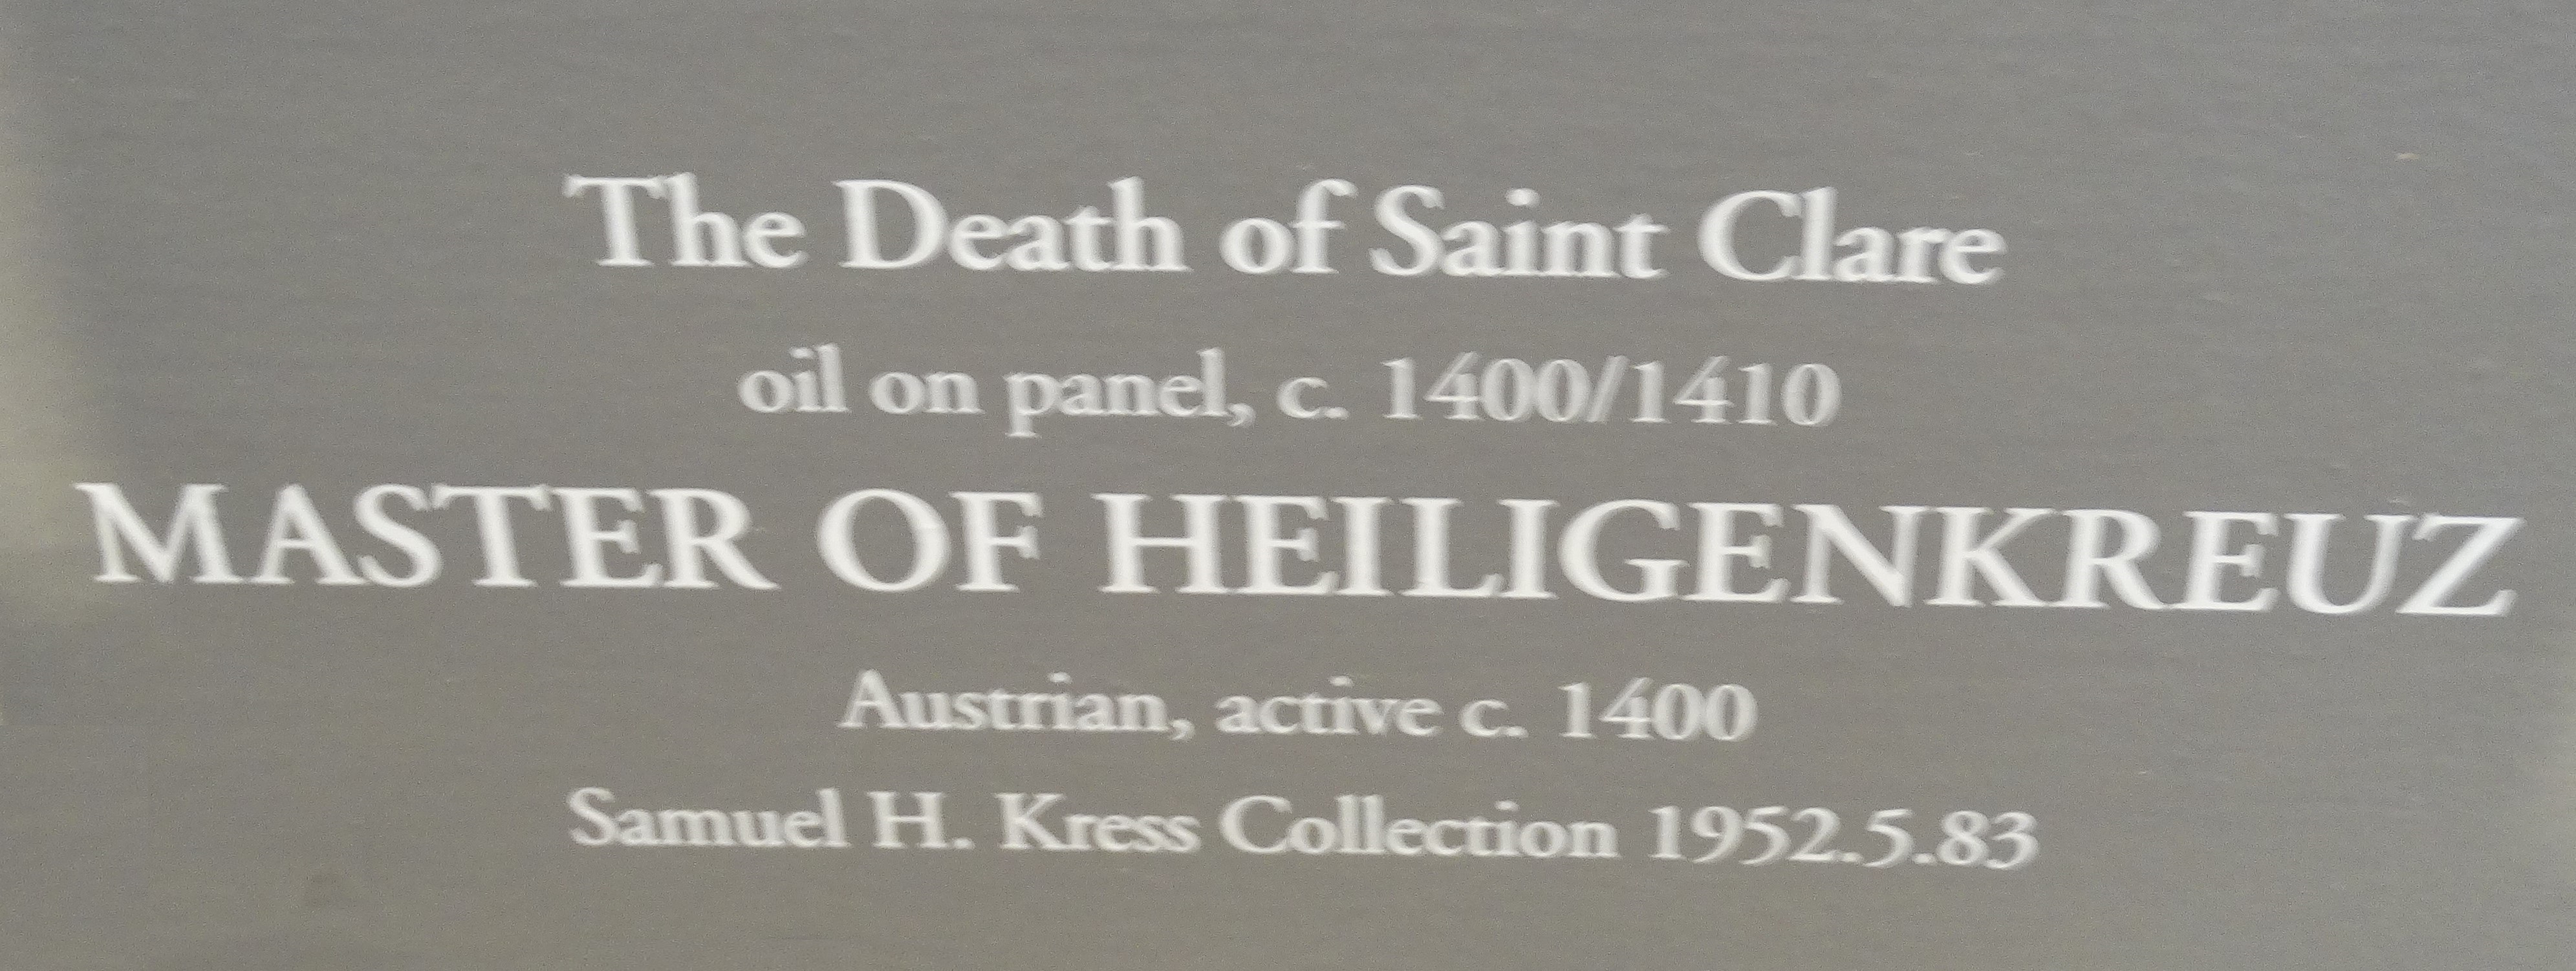 The Death of Saint Clare
oil on panel, c. 1400/1410
MASTER OF HEILIGENKREUZ
Austrian, active c. 1400
Samuel H. Kress Collection 1952.5.83